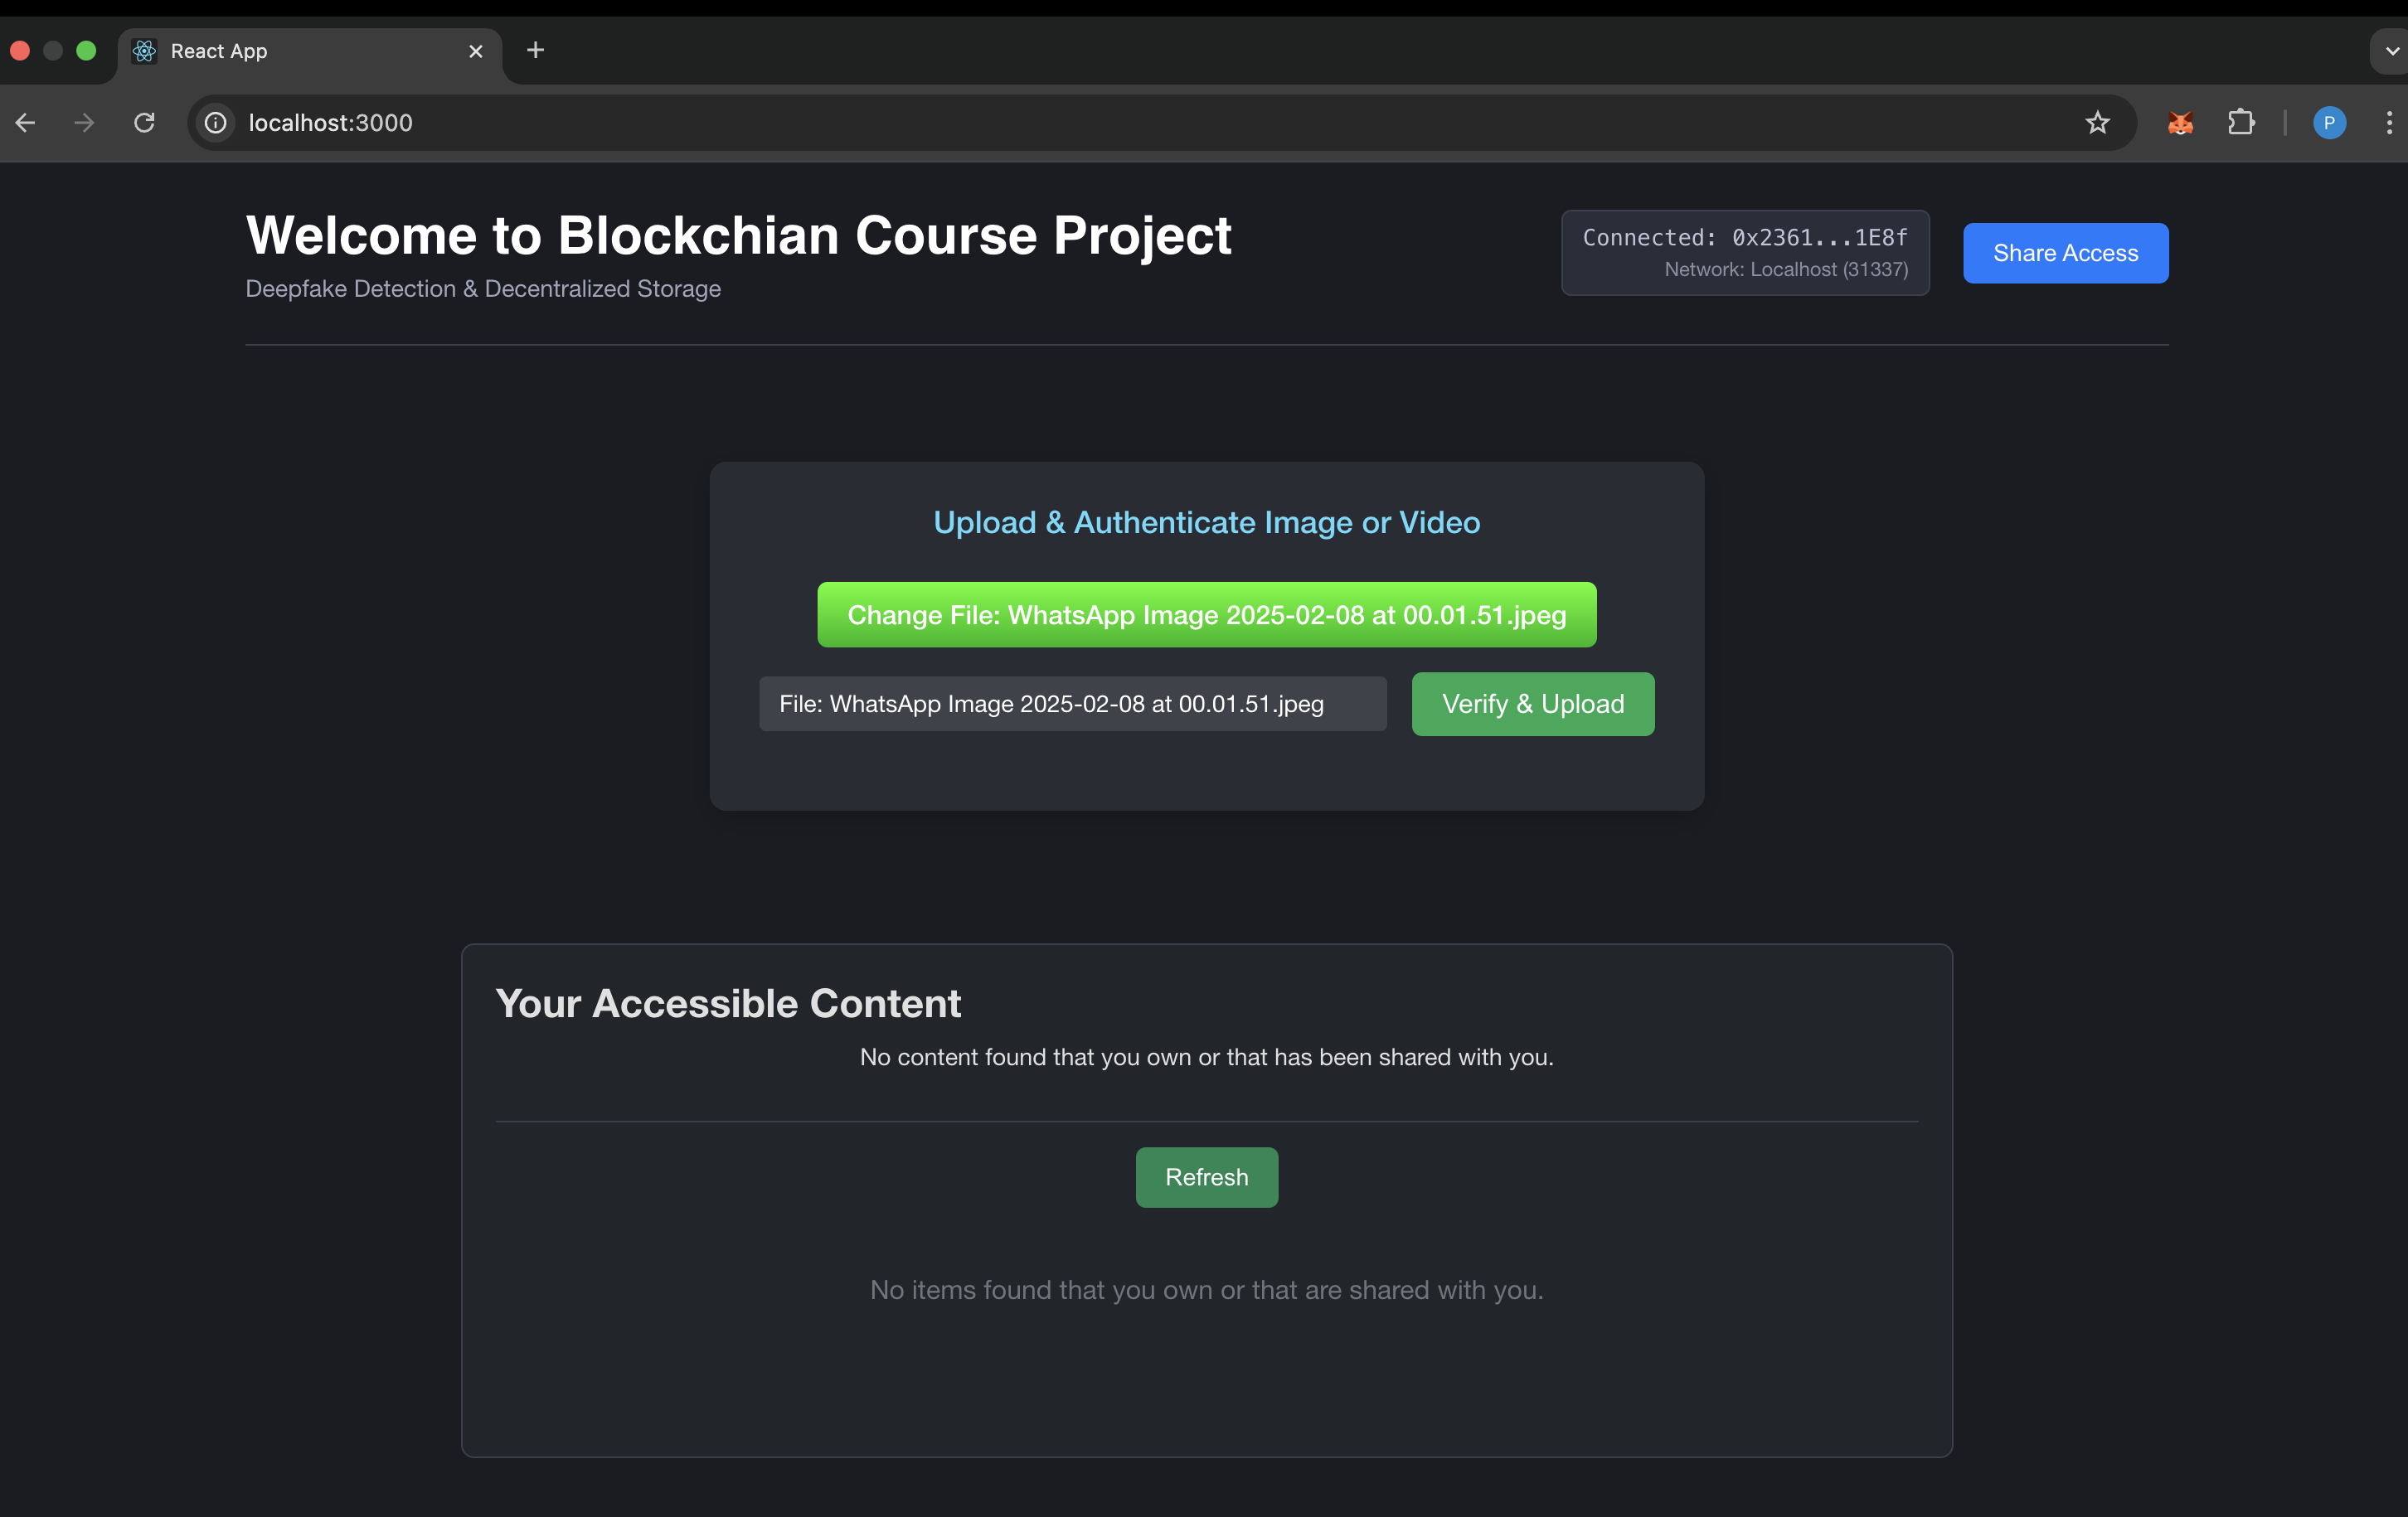 React App
localhost:3000
P
Welcome to Blockchian Course Project
Deepfake Detection & Decentralized Storage
Connected: 0x2361...1E8f
Network: Localhost (31337)
Share Access
Upload & Authenticate Image or Video
Change File: WhatsApp Image 2025-02-08 at 00.01.51.jpeg
File: WhatsApp Image 2025-02-08 at 00.01.51.jpeg
Verify & Upload
Your Accessible Content
No content found that you own or that has been shared with you.
Refresh
No items found that you own or that are shared with you.